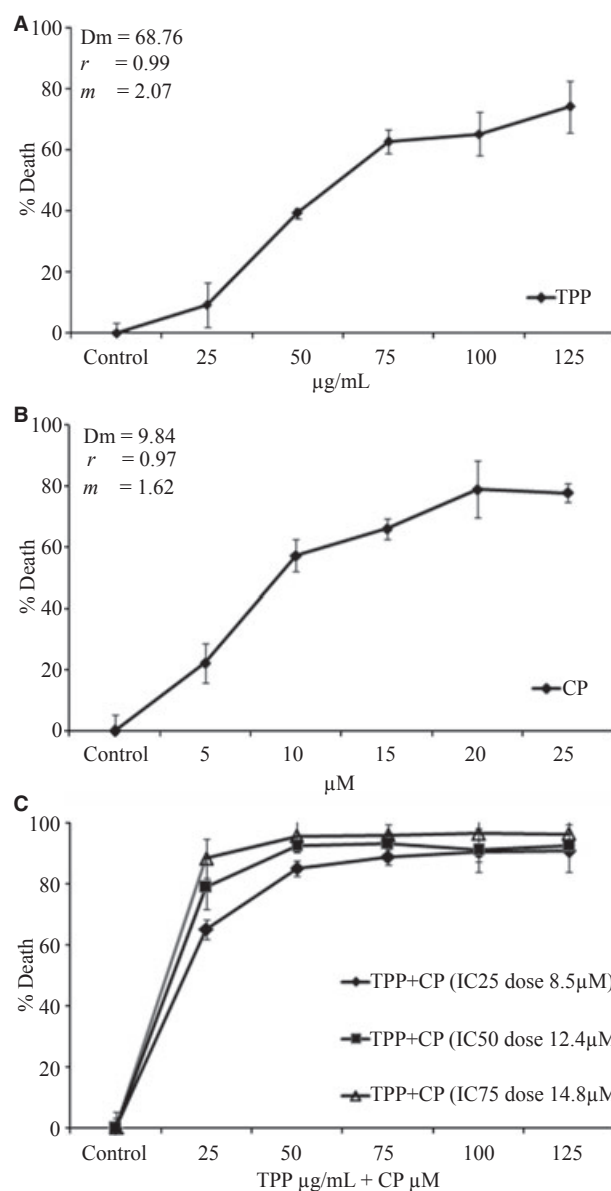 A
Dm = 68.76
r = 0.99
m = 2.07
100
80
60
40
20
0
% Death
TPP
Control 25 50 75 100 125
µg/mL
B
Dm = 9.84
r = 0.97
m = 1.62
100
80
60
40
20
0
% Death
CP
Control 5 10 15 20 25
µM
C
100
80
60
40
20
0
% Death
TPP+CP (IC25 dose 8.5µM)
TPP+CP (IC50 dose 12.4µM
TPP+CP (IC75 dose 14.8µM
Control 25 50 75 100 125
TPP µg/mL + CP µM